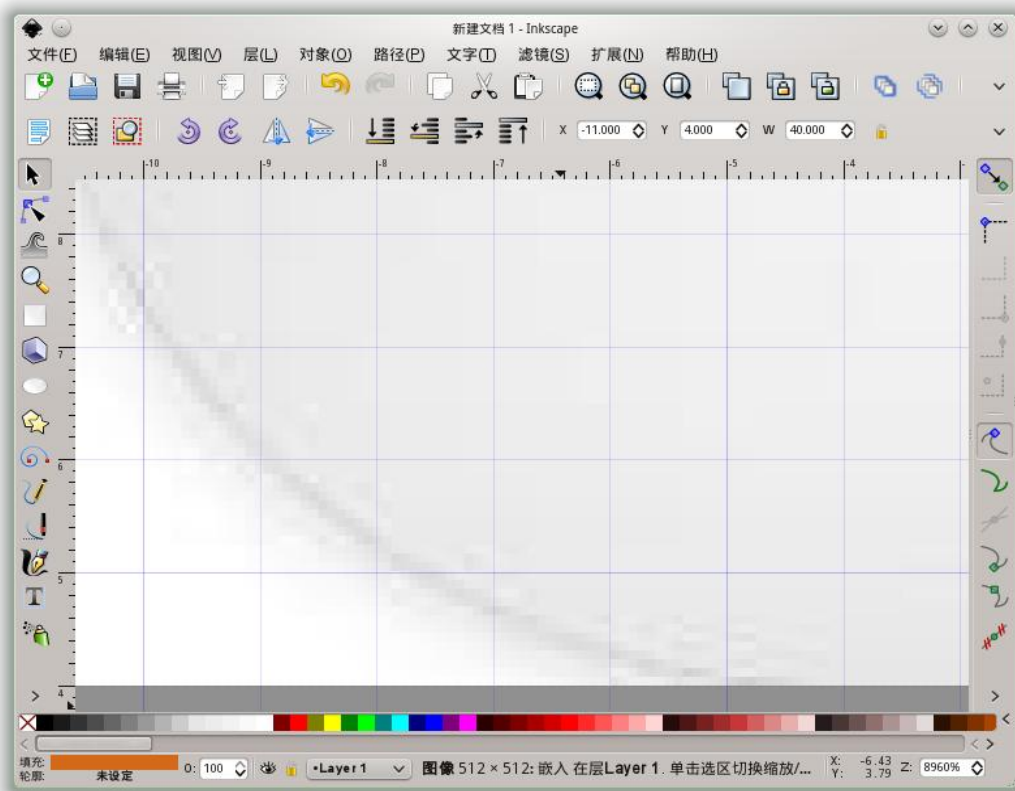 新建文档 1 - Inkscape
文件(F) 编辑(E) 视图(V) 层(L) 对象(O) 路径(P) 文字(T) 滤镜(S) 扩展(N) 帮助(H)
X -11.000 Y 4.000 W 40.000
-10 -9 -8 -7 -6 -5 -4
8
7
6
5
4
填充: O: 100 •Layer 1 图像 512 × 512: 嵌入 在层Layer 1. 单击选区切换缩放/... X: -6.43 Z: 8960%
轮廓: 未设定 Y: 3.79